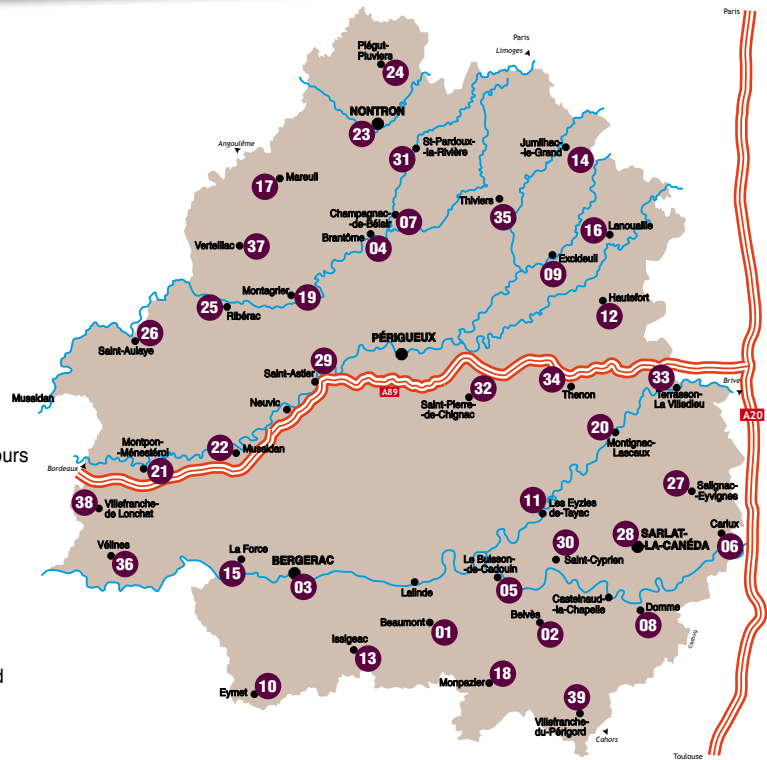 Paris
Paris
Limoges
Piégut-
Pluviers
24
NONTRON
23
Angoulême
St-Pardoux-
-la-Rivière
31
Jumilhac-
-le-Grand
14
Mareuil
17
Thiviers
35
Champagnac-
-de-Bélair
07
Brantôme
04
Lanouaille
16
Verteillac
37
Excideuil
09
Montagrier
19
25
Ribérac
Hautefort
12
26
Saint-Aulaye
PÉRIGUEUX
29
Saint-Astier
A89
32
Saint-Pierre-
-de-Chignac
34
Thenon
33
Terrasson-
La Villedieu
Brive
A20
Mussidan
Neuvic
20
Montignac-
Lascaux
ours
Montpon-
-Ménestérol
22
Mussidan
Bordeaux
21
27
Salignac-
-Eyvignes
38
Villefranche-
de Lonchat
11
Les Eyzies
de-Tayac
28
SARLAT-
-LA-CANÉDA
Carlux
06
Vélines
36
La Force
15
BERGERAC
03
30
Saint-Cyprien
Le Buisson-
-de-Cadouin
05
Lalinde
Castelnaud-
-la-Chapelle
Domme
08
Beaumont
01
Belvès
02
Issigeac
13
d
Eymet
10
Monpazier
18
39
Villefranche-
du-Périgord
Cahors
Toulouse